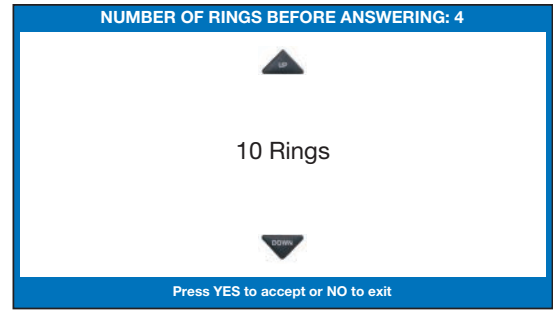 NUMBER OF RINGS BEFORE ANSWERING: 4
UP
10 Rings
DOWN
Press YES to accept or NO to exit